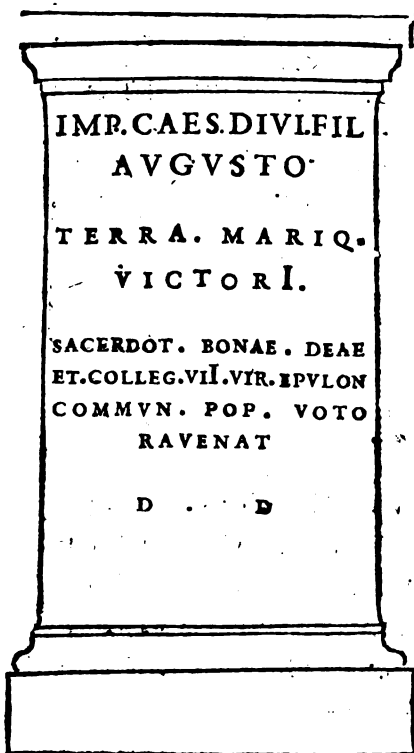 IMP.CAES.DIVI.FIL
AVGVSTO
TERRA. MARIQ.
VICTORI.
SACERDOT. BONAE. DEAE
ET.COLLEG.VII.VIR.EPVLON
COMMVN. POP. VOTO
RAVENAT
D . D